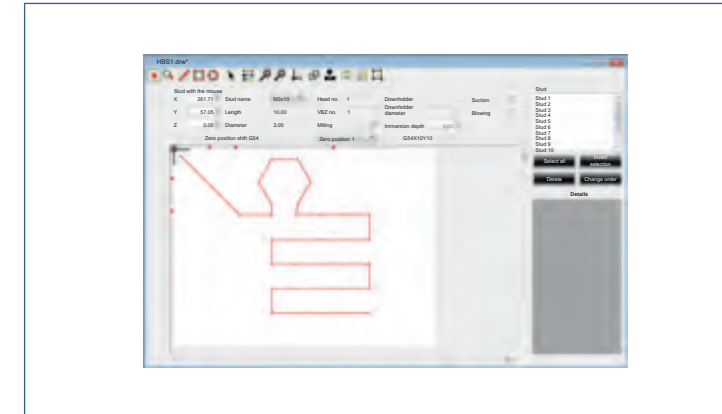 HBS1.drw*
Stud with the mouse
X 261.71 Stud name M3x10 Head no. 1 Downholder Suction
Y 57.05 Length 10.00 VBZ no. 1 Downholder diameter Blowing
Z 0.00 Diameter 3.00 Milling Immersion depth 0.00
Zero position shift G54 Zero position 1 G54X10Y10
Stud
Stud 1
Stud 2
Stud 3
Stud 4
Stud 5
Stud 6
Stud 7
Stud 8
Stud 9
Stud 10
Select all
Invert
selection
Delete
Change order
Details